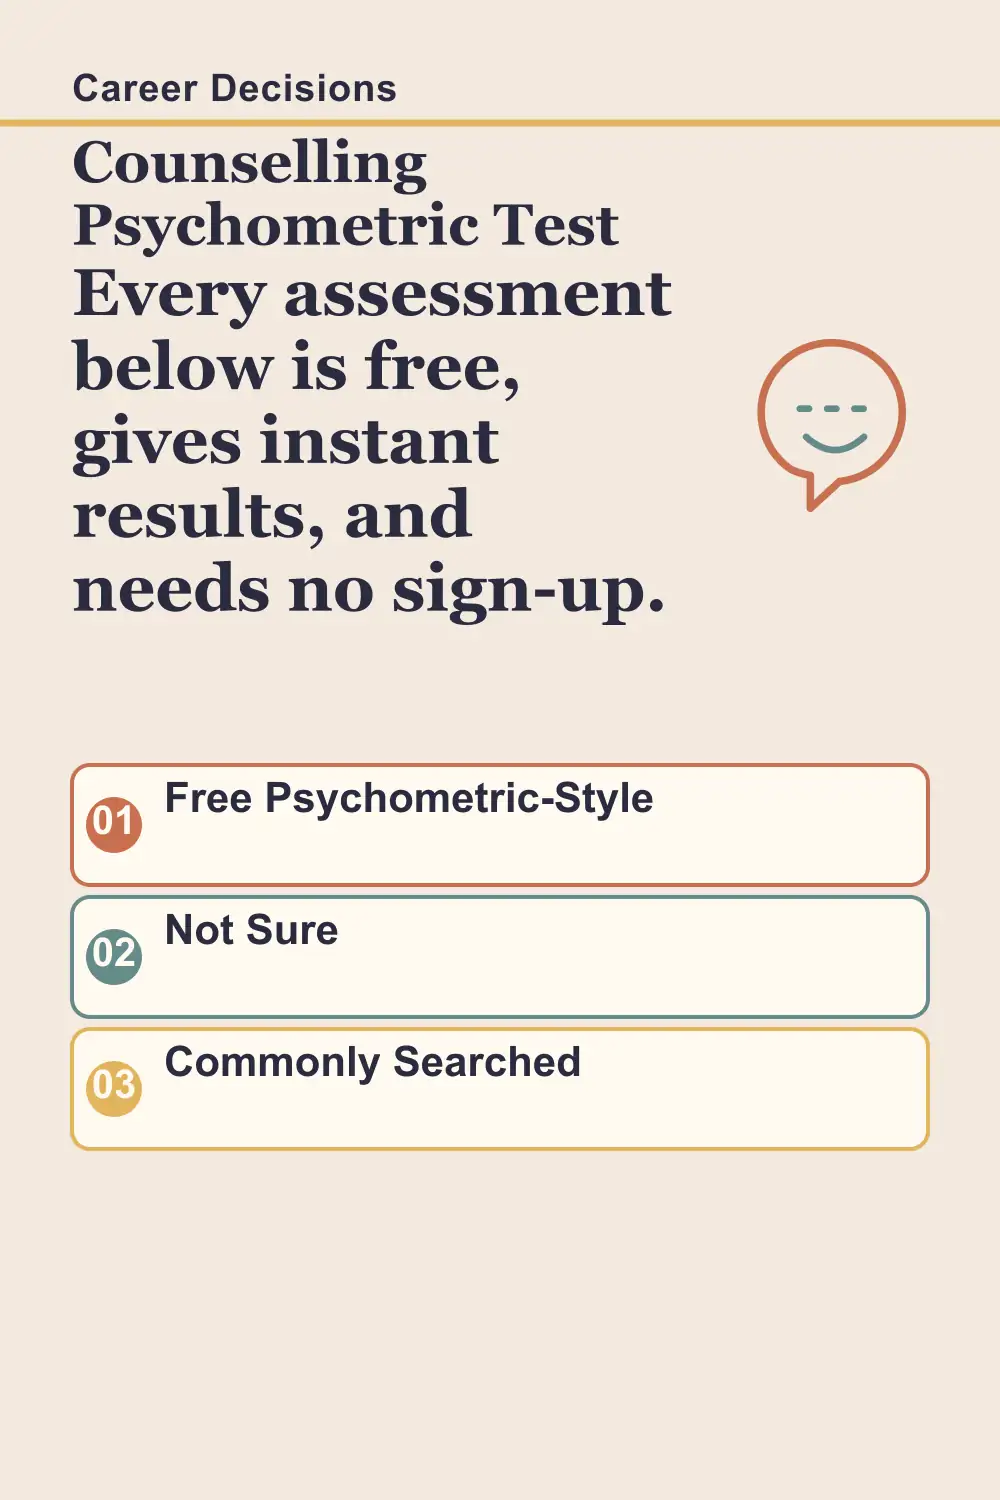 Career Decisions
Counselling
Psychometric Test
Every assessment
below is free,
gives instant
results, and
needs no sign-up.
01 Free Psychometric-Style
02 Not Sure
03 Commonly Searched